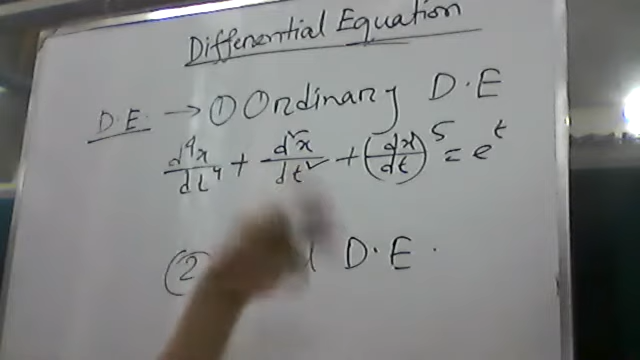 Differential Equation
D.E. → ① Ordinary D.E
d⁴x/dt⁴ + d²x/dt² + (dx/dt)⁵ = eᵗ
② D.E.